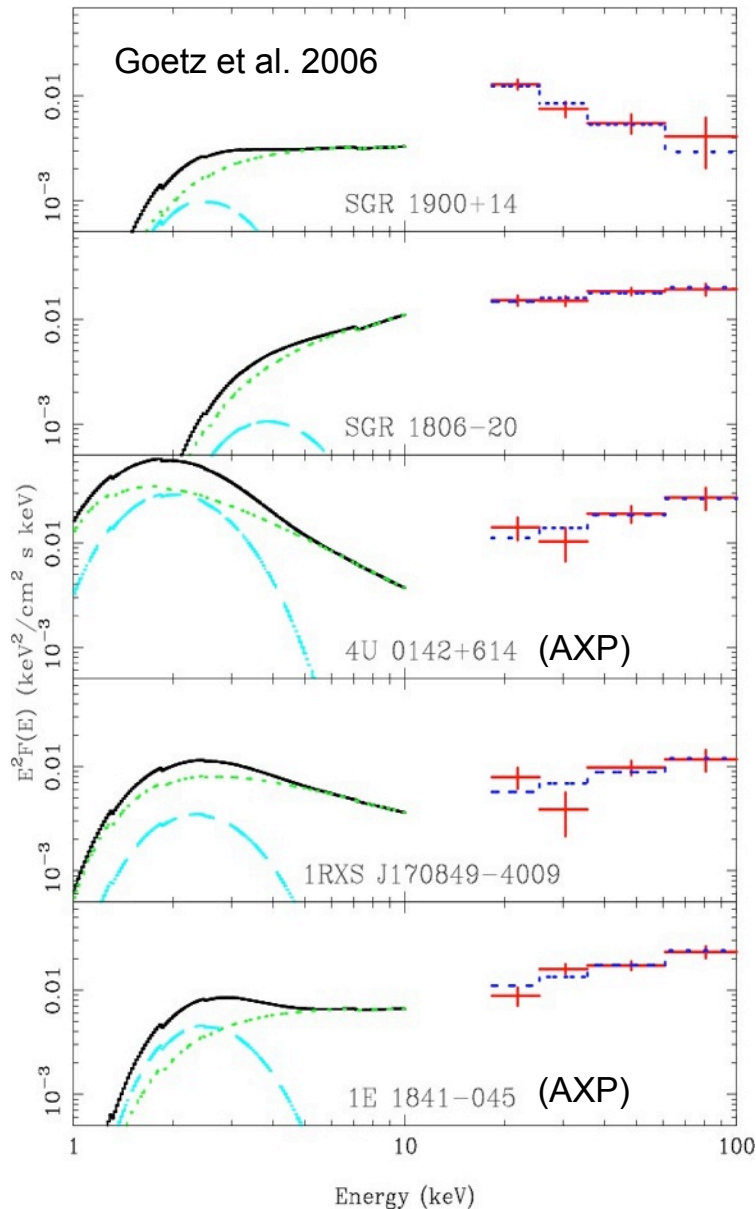 Goetz et al. 2006
0.01
10⁻³
SGR 1900+14
0.01
10⁻³
SGR 1806−20
0.01
10⁻³
4U 0142+614 (AXP)
E²F(E) (keV²/cm² s keV)
0.01
10⁻³
1RXS J170849−4009
0.01
10⁻³
1E 1841−045 (AXP)
1 10 100
Energy (keV)